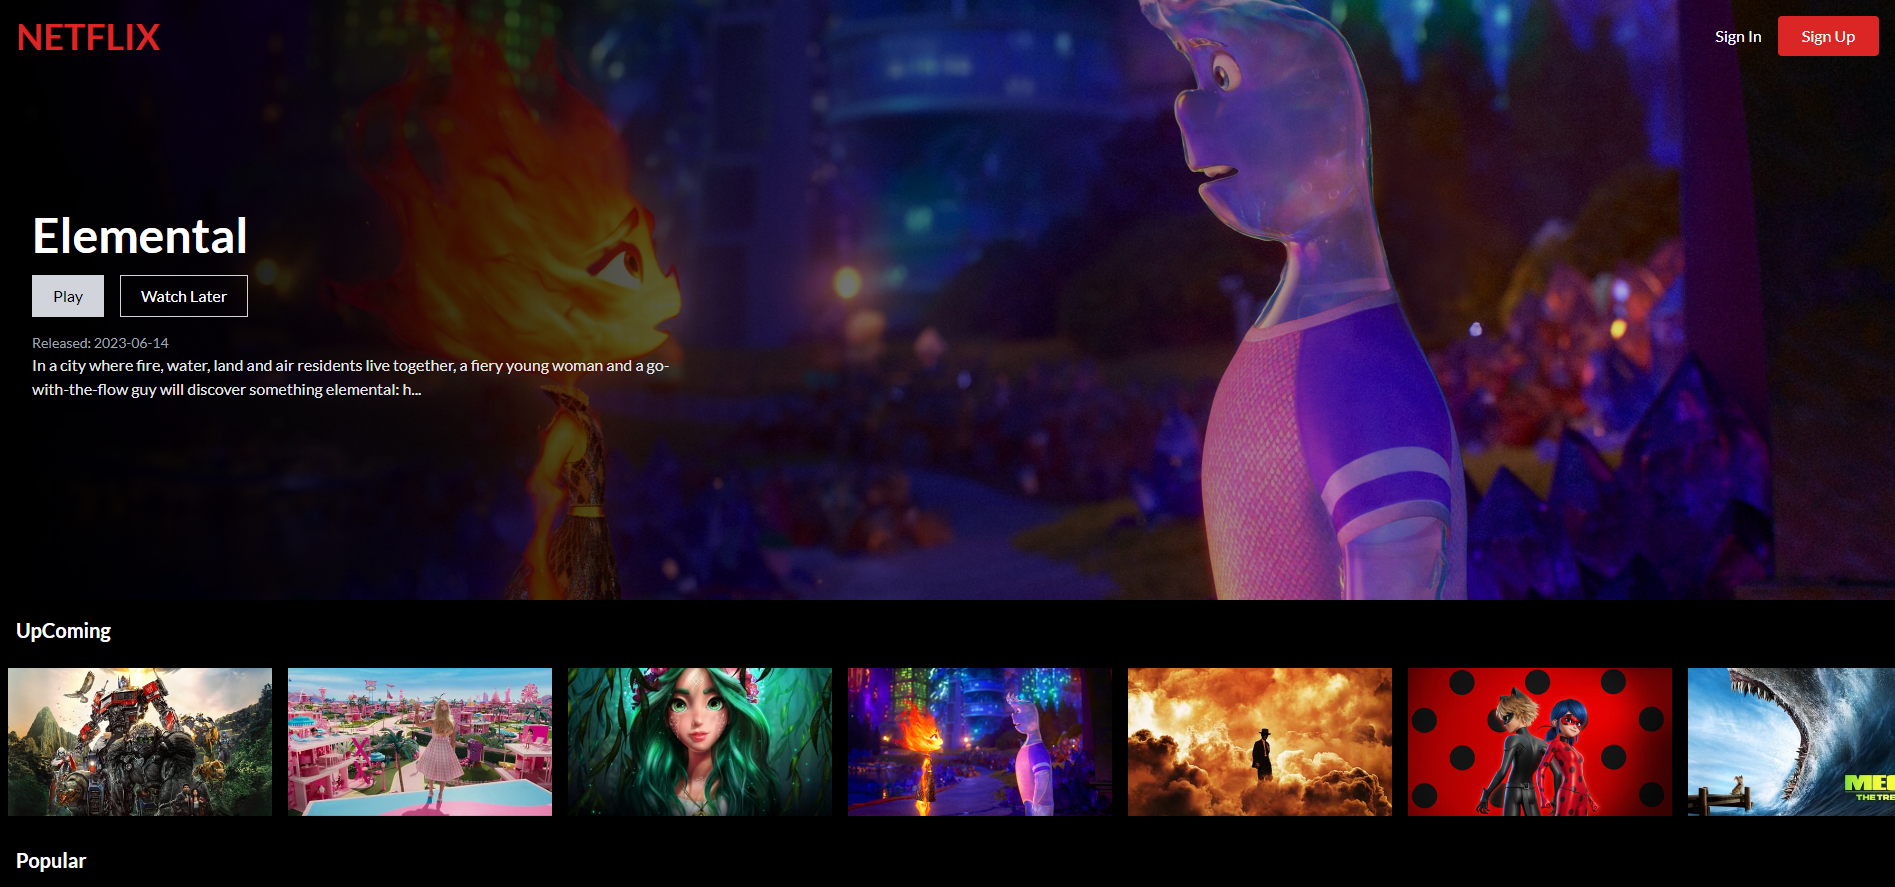 NETFLIX
Sign In
Sign Up
Elemental
Play
Watch Later
Released: 2023-06-14
In a city where fire, water, land and air residents live together, a fiery young woman and a go-
with-the-flow guy will discover something elemental: h...
UpComing
ME
THE TRE
Popular